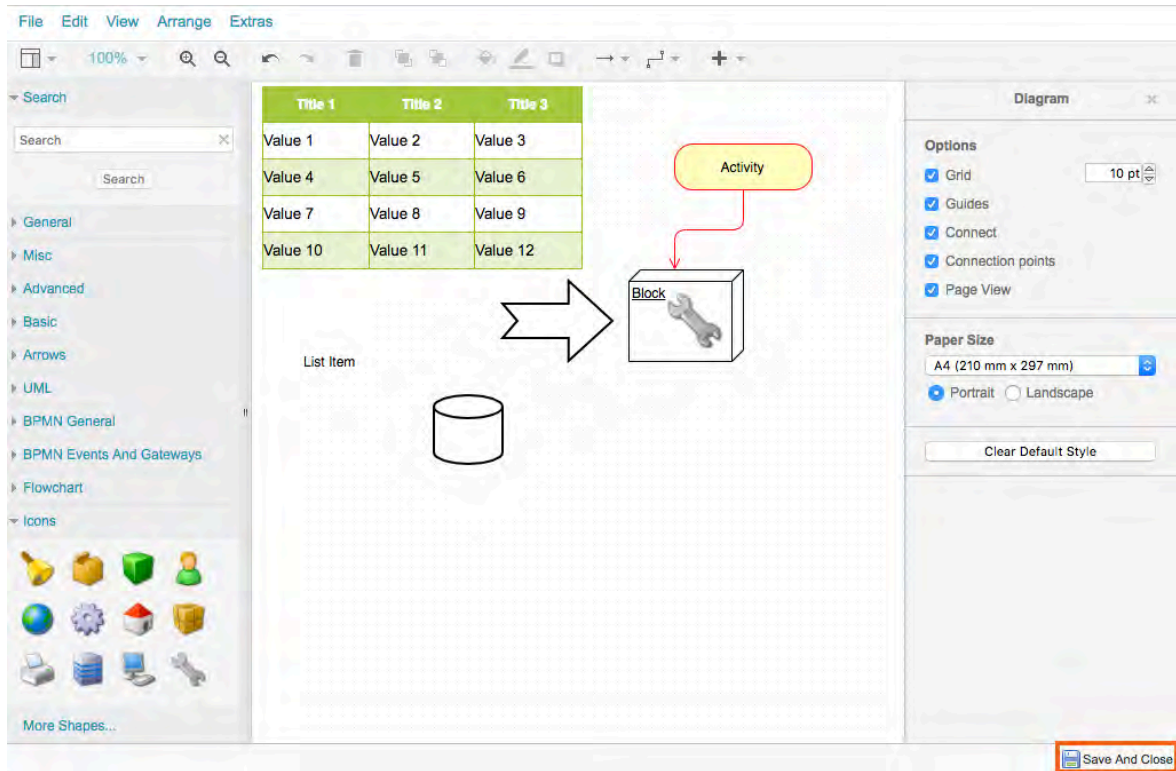 File Edit View Arrange Extras
100%
Search
Search
Search
General
Misc
Advanced
Basic
Arrows
UML
BPMN General
BPMN Events And Gateways
Flowchart
Icons
More Shapes...
Title 1 Title 2 Title 3
Value 1 Value 2 Value 3
Value 4 Value 5 Value 6
Value 7 Value 8 Value 9
Value 10 Value 11 Value 12
Activity
Block
List Item
Diagram
Options
Grid 10 pt
Guides
Connect
Connection points
Page View
Paper Size
A4 (210 mm x 297 mm)
Portrait Landscape
Clear Default Style
Save And Close